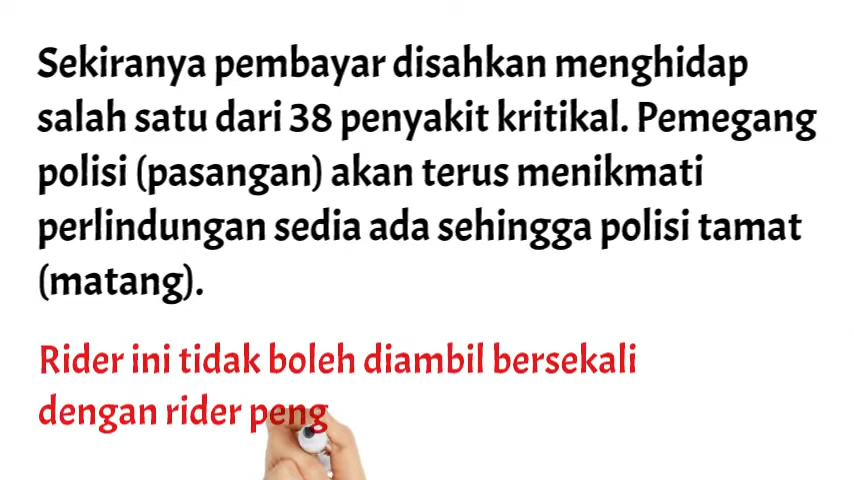 Sekiranya pembayar disahkan menghidap
salah satu dari 38 penyakit kritikal. Pemegang
polisi (pasangan) akan terus menikmati
perlindungan sedia ada sehingga polisi tamat
(matang).
Rider ini tidak boleh diambil bersekali
dengan rider peng